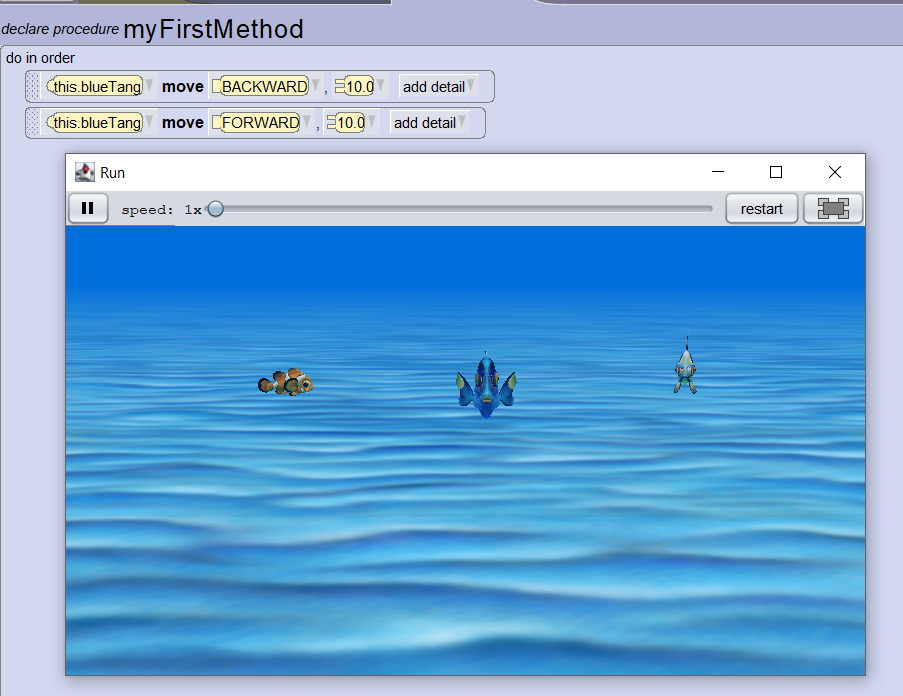 declare procedure myFirstMethod
do in order
this.blueTang move BACKWARD , 10.0 add detail
this.blueTang move FORWARD , 10.0 add detail
Run
speed: 1x restart